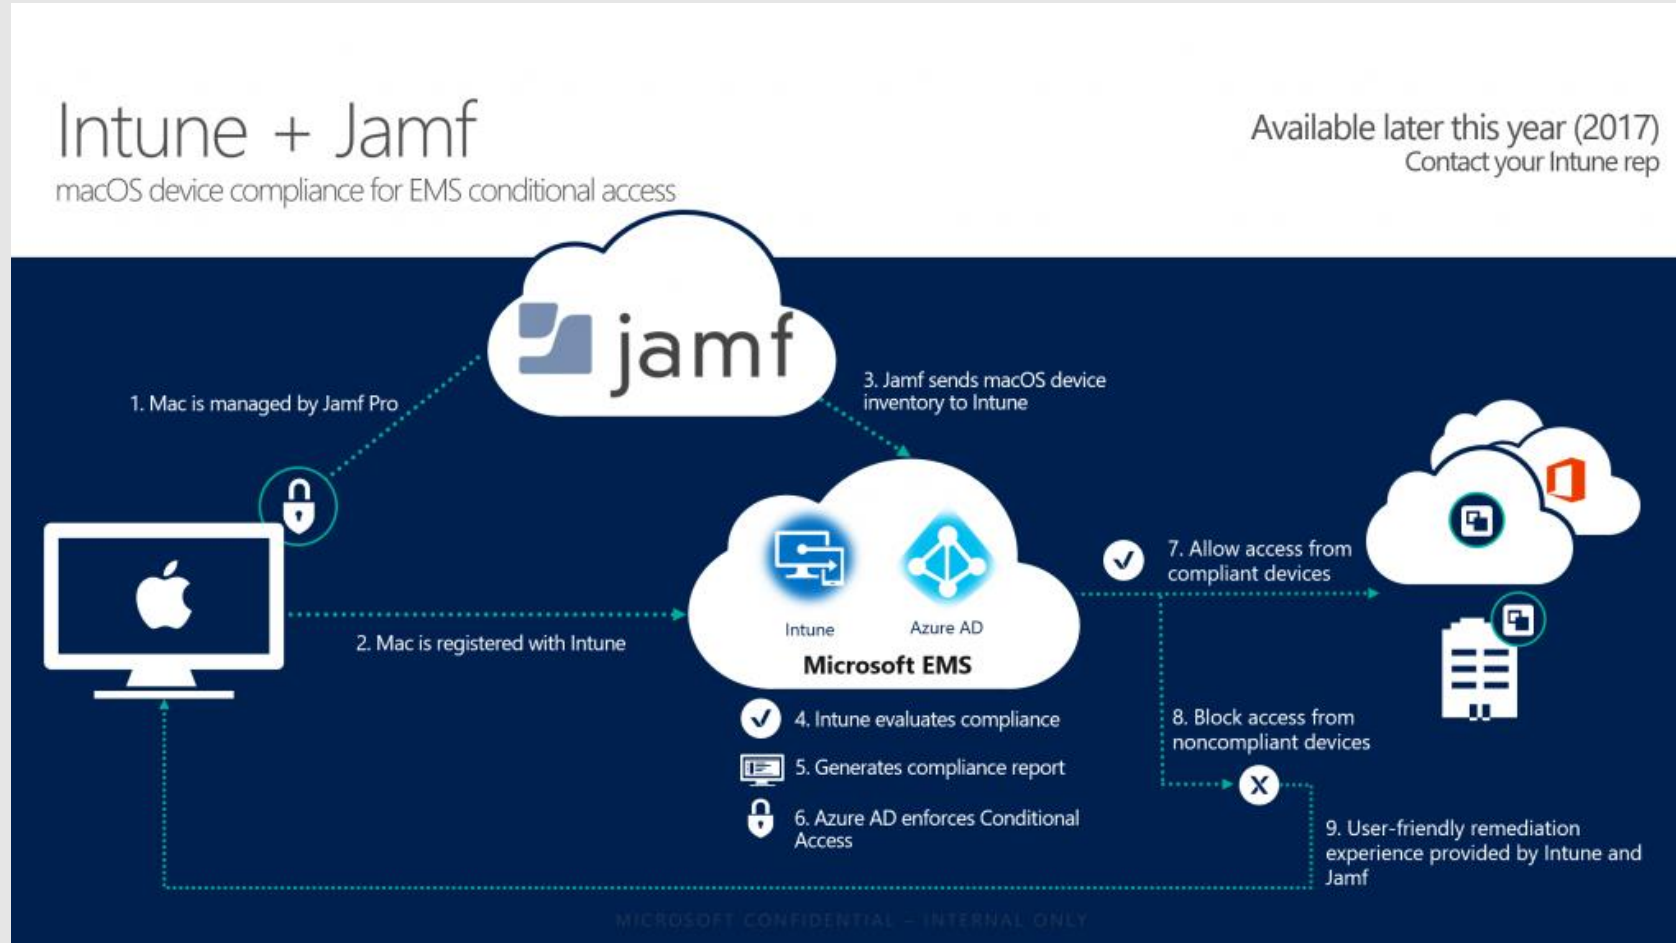 Intune + Jamf
macOS device compliance for EMS conditional access
Available later this year (2017)
Contact your Intune rep
jamf
1. Mac is managed by Jamf Pro
3. Jamf sends macOS device
inventory to Intune
2. Mac is registered with Intune
Intune
Azure AD
Microsoft EMS
4. Intune evaluates compliance
5. Generates compliance report
6. Azure AD enforces Conditional
Access
7. Allow access from
compliant devices
8. Block access from
noncompliant devices
X
9. User-friendly remediation
experience provided by Intune and
Jamf
MICROSOFT CONFIDENTIAL – INTERNAL ONLY